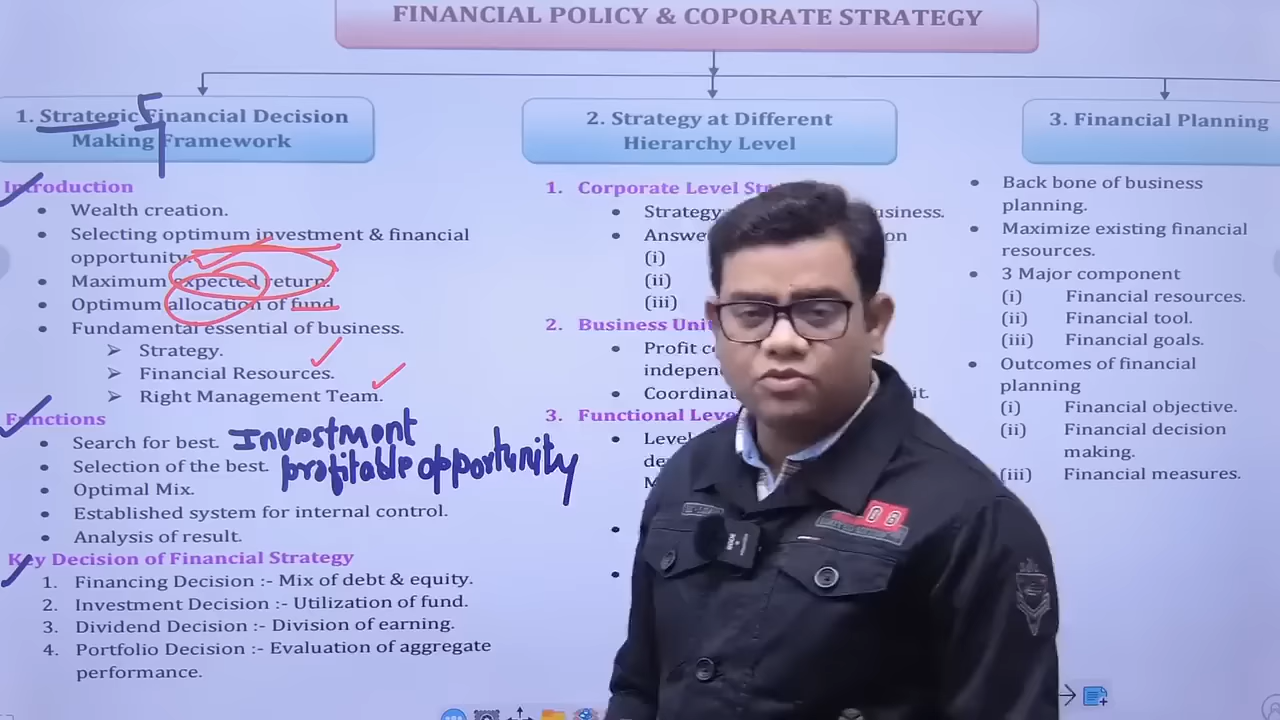 FINANCIAL POLICY & COPORATE STRATEGY
1. Strategic Financial Decision
Making Framework
Introduction
• Wealth creation.
• Selecting optimum investment & financial
opportunity.
• Maximum expected return.
• Optimum allocation of fund
• Fundamental essential of business.
➢ Strategy.
➢ Financial Resources.
➢ Right Management Team.
Functions
• Search for best. Investment
• Selection of the best. profitable opportunity
• Optimal Mix.
• Established system for internal control.
• Analysis of result.
Key Decision of Financial Strategy
1. Financing Decision :- Mix of debt & equity.
2. Investment Decision :- Utilization of fund.
3. Dividend Decision :- Division of earning.
4. Portfolio Decision :- Evaluation of aggregate
performance.
2. Strategy at Different
Hierarchy Level
1. Corporate Level
• Strategy
(i)
(ii)
(iii)
2. Business Unit
• Profit
• 
3. Functional
• 
3. Financial Planning
• Back bone of business
planning.
• Maximize existing financial
resources.
• 3 Major component
(i) Financial resources.
(ii) Financial tool.
(iii) Financial goals.
• Outcomes of financial
planning
(i) Financial objective.
(ii) Financial decision
making.
(iii) Financial measures.